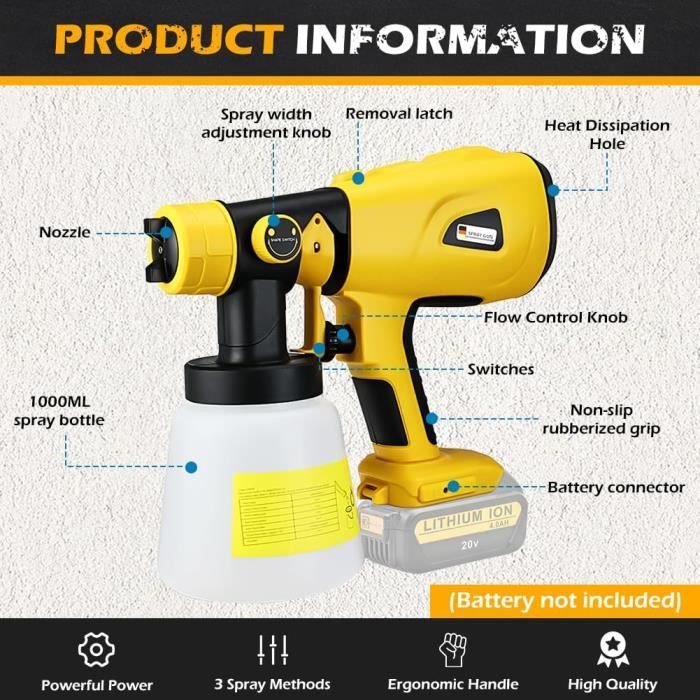 PRODUCT INFORMATION
Spray width
adjustment knob
Removal latch
Heat Dissipation
Hole
Nozzle
SHAPE SWITCH
SPRAY GUN
Flow Control Knob
Switches
1000ML
spray bottle
Non-slip
rubberized grip
Battery connector
LITHIUM ION
4.0AH
20V
(Battery not included)
Powerful Power
3 Spray Methods
Ergonomic Handle
High Quality